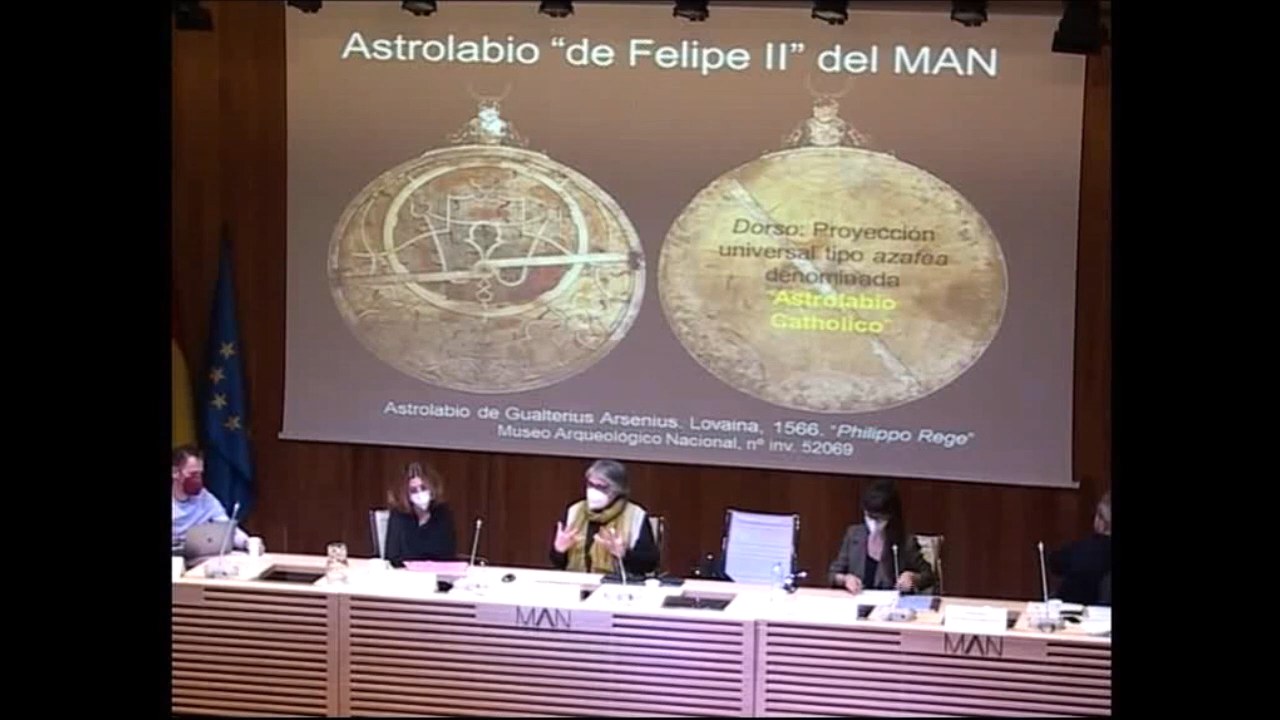 Astrolabio “de Felipe II” del MAN
Dorso: Proyección
universal tipo azafea
denominada
“Astrolabio
Catholico”
Astrolabio de Gualterius Arsenius. Lovaina, 1566. “Philippo Rege”
Museo Arqueológico Nacional, nº inv. 52069
MAN
MAN